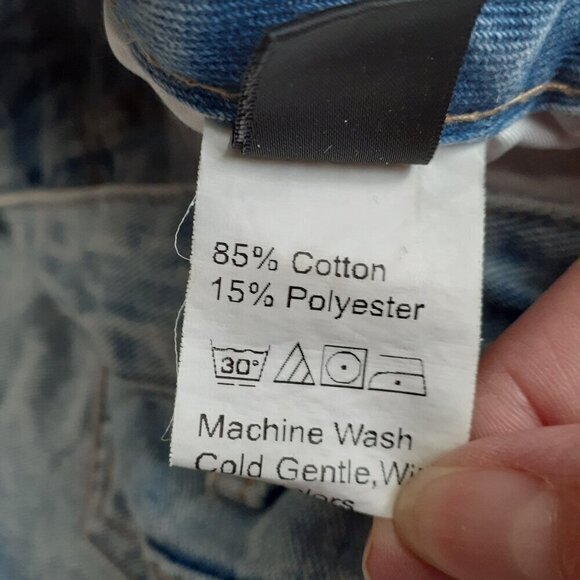 85% Cotton
15% Polyester
30°
Machine Wash
Cold Gentle,